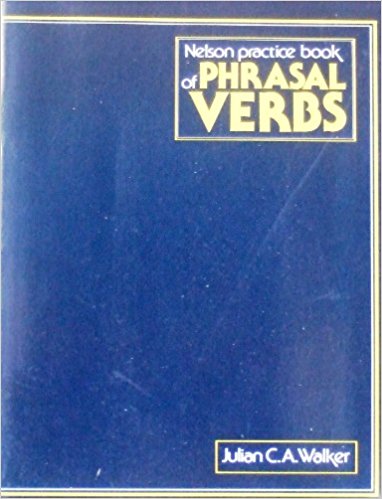 Nelson practice book
of PHRASAL
VERBS
Julian C.A.Walker